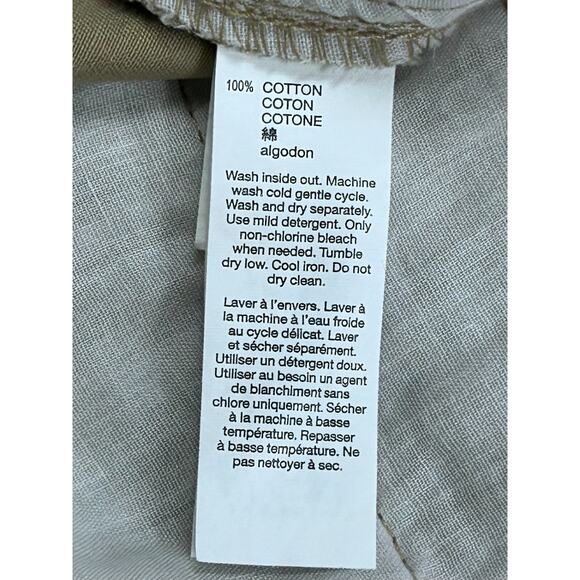 100% COTTON
COTON
COTONE
綿
algodon
Wash inside out. Machine
wash cold gentle cycle.
Wash and dry separately.
Use mild detergent. Only
non-chlorine bleach
when needed. Tumble
dry low. Cool iron. Do not
dry clean.
Laver à l'envers. Laver à
la machine à l'eau froide
au cycle délicat. Laver
et sécher séparément.
Utiliser un détergent doux.
Utiliser au besoin un agent
de blanchiment sans
chlore uniquement. Sécher
à la machine à basse
température. Repasser
à basse température. Ne
pas nettoyer à sec.